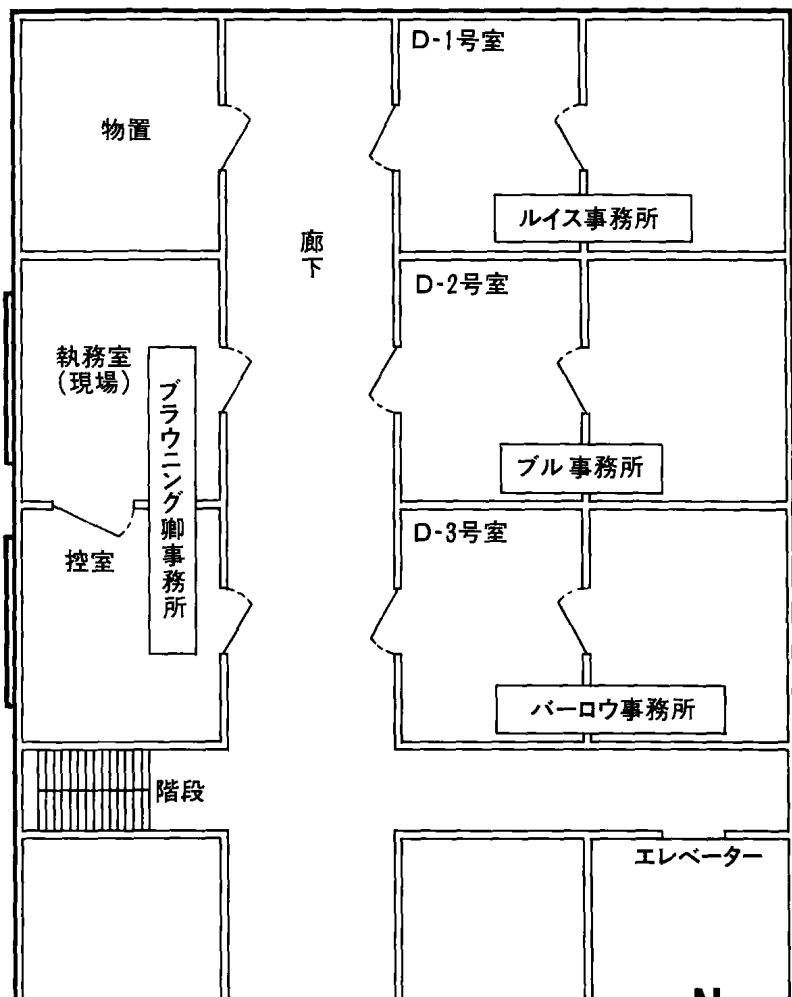 D-1号室
物置
ルイス事務所
廊下
D-2号室
執務室
(現場)
ブラウニング卿事務所
ブル事務所
D-3号室
控室
バーロウ事務所
階段
エレベーター
N